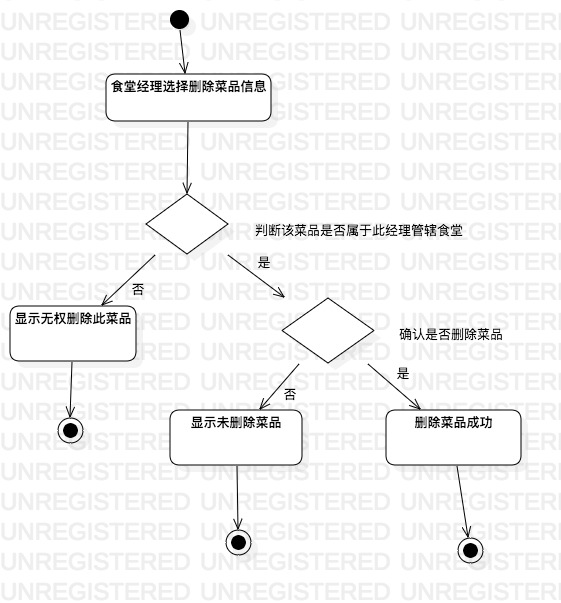 UNREGISTERED UNREGISTERED UNREGISTERED
食堂经理选择删除菜品信息
判断该菜品是否属于此经理管辖食堂
是
否
显示无权删除此菜品
确认是否删除菜品
是
否
显示未删除菜品
删除菜品成功